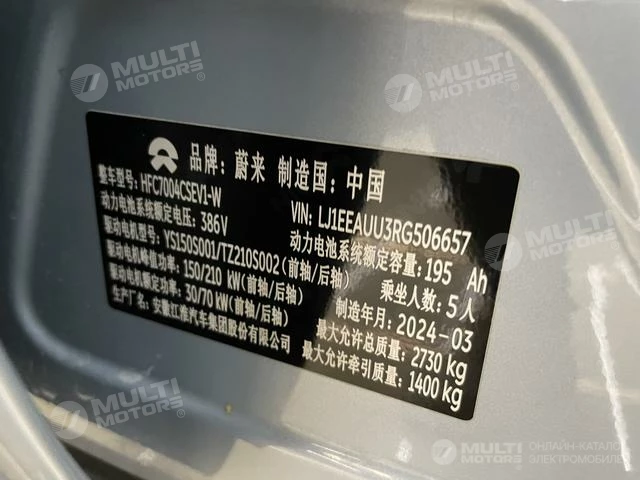 品牌: 蔚来 制造国: 中国
整车型号: HFC7004CSEV1-W
VIN: LJ1EEAUU3RG506657
动力电池系统额定电压: 386V
动力电池系统额定容量: 195 Ah
驱动电机型号: YS150S001/TZ210S002(前轴/后轴)
乘坐人数: 5人
驱动电机峰值功率: 150/210 kW(前轴/后轴)
制造年月: 2024-03
驱动电机额定功率: 30/70 kW(前轴/后轴)
最大允许总质量: 2730 kg
生产厂名: 安徽江淮汽车集团股份有限公司
最大允许牵引质量: 1400 kg
MULTI MOTORS®
MULTI MOTORS®
MULTI MOTORS®
MULTI MOTORS®
MULTI MOTORS
ОНЛАЙН-КАТАЛОГ
ЭЛЕКТРОМОБИЛЕЙ